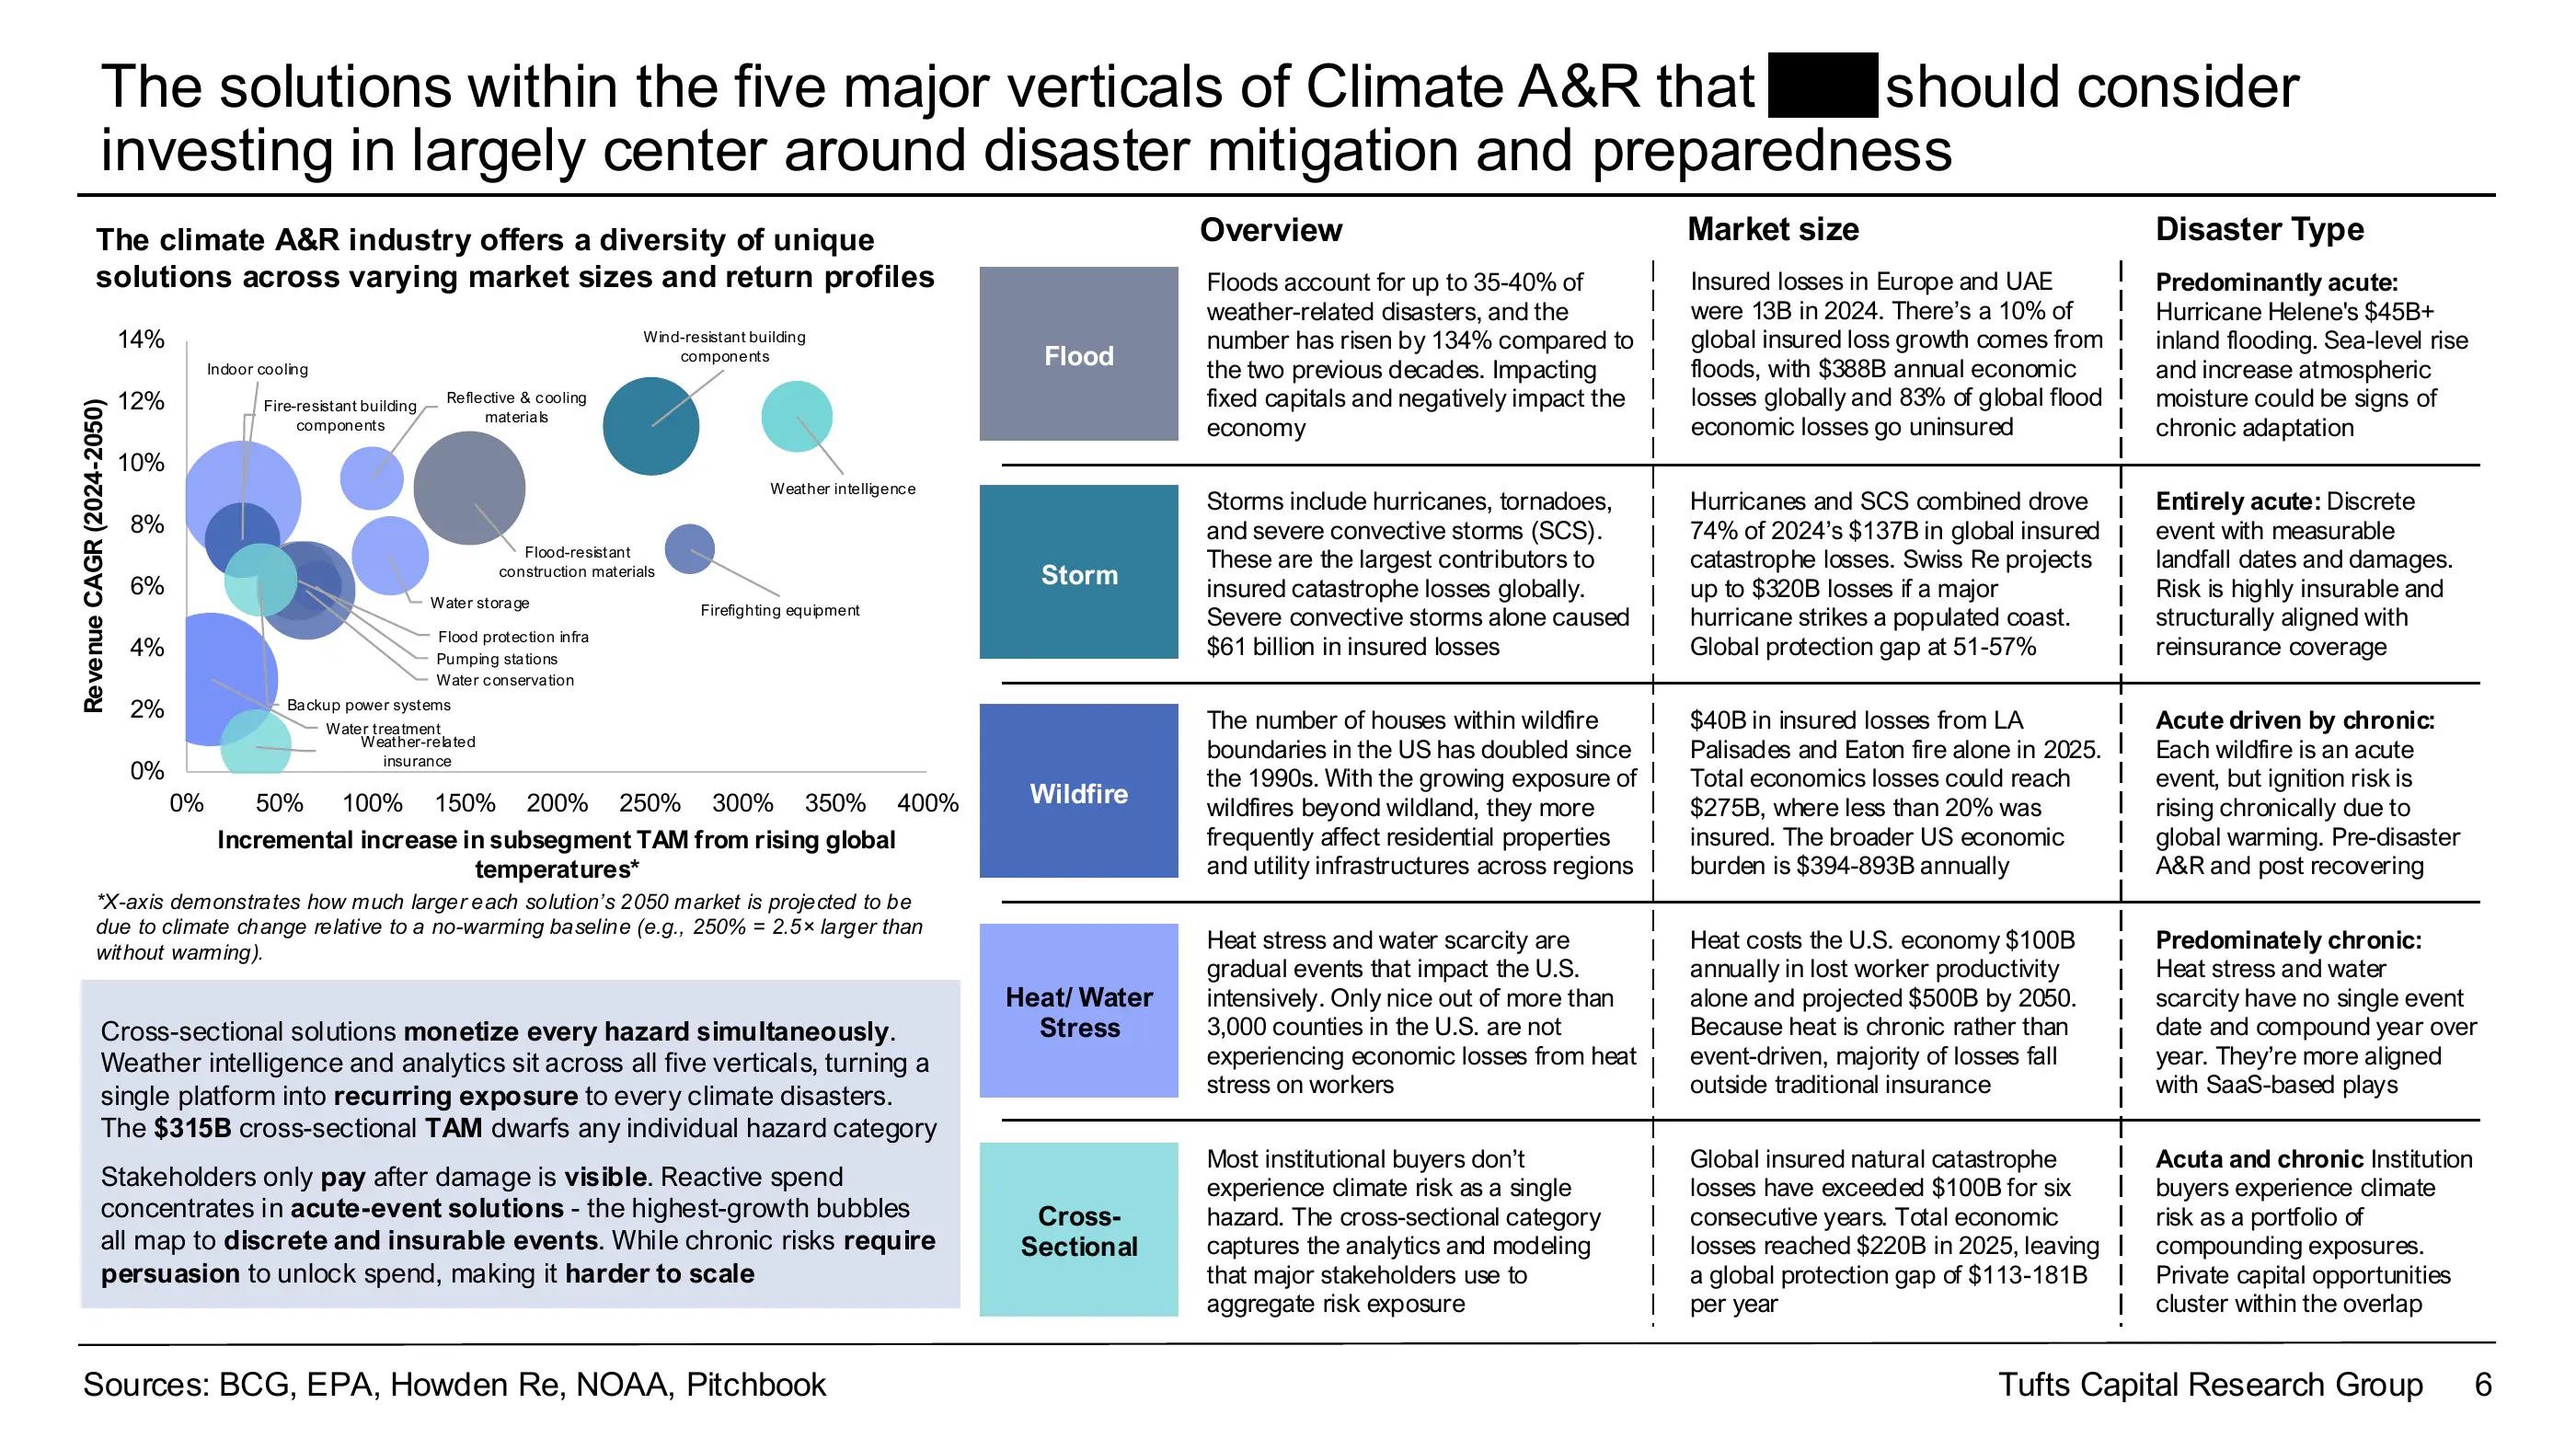 The solutions within the five major verticals of Climate A&R that should consider
investing in largely center around disaster mitigation and preparedness
The climate A&R industry offers a diversity of unique
solutions across varying market sizes and return profiles
Revenue CAGR (2024-2050)
14%
12%
10%
8%
6%
4%
2%
0%
Indoor cooling
Fire-resistant building
components
Reflective & cooling
materials
Wind-resistant building
components
Weather intelligence
Flood-resistant
construction materials
Water storage
Firefighting equipment
Flood protection infra
Pumping stations
Water conservation
Backup power systems
Water treatment
Weather-related
insurance
0%
50%
100%
150%
200%
250%
300%
350%
400%
Incremental increase in subsegment TAM from rising global
temperatures*
*X-axis demonstrates how much larger each solution’s 2050 market is projected to be
due to climate change relative to a no-warming baseline (e.g., 250% = 2.5× larger than
without warming).
Cross-sectional solutions monetize every hazard simultaneously.
Weather intelligence and analytics sit across all five verticals, turning a
single platform into recurring exposure to every climate disasters.
The $315B cross-sectional TAM dwarfs any individual hazard category
Stakeholders only pay after damage is visible. Reactive spend
concentrates in acute-event solutions - the highest-growth bubbles
all map to discrete and insurable events. While chronic risks require
persuasion to unlock spend, making it harder to scale
Overview
Market size
Disaster Type
Flood
Floods account for up to 35-40% of
weather-related disasters, and the
number has risen by 134% compared to
the two previous decades. Impacting
fixed capitals and negatively impact the
economy
Insured losses in Europe and UAE
were 13B in 2024. There’s a 10% of
global insured loss growth comes from
floods, with $388B annual economic
losses globally and 83% of global flood
economic losses go uninsured
Predominantly acute:
Hurricane Helene's $45B+
inland flooding. Sea-level rise
and increase atmospheric
moisture could be signs of
chronic adaptation
Storm
Storms include hurricanes, tornadoes,
and severe convective storms (SCS).
These are the largest contributors to
insured catastrophe losses globally.
Severe convective storms alone caused
$61 billion in insured losses
Hurricanes and SCS combined drove
74% of 2024’s $137B in global insured
catastrophe losses. Swiss Re projects
up to $320B losses if a major
hurricane strikes a populated coast.
Global protection gap at 51-57%
Entirely acute: Discrete
event with measurable
landfall dates and damages.
Risk is highly insurable and
structurally aligned with
reinsurance coverage
Wildfire
The number of houses within wildfire
boundaries in the US has doubled since
the 1990s. With the growing exposure of
wildfires beyond wildland, they more
frequently affect residential properties
and utility infrastructures across regions
$40B in insured losses from LA
Palisades and Eaton fire alone in 2025.
Total economics losses could reach
$275B, where less than 20% was
insured. The broader US economic
burden is $394-893B annually
Acute driven by chronic:
Each wildfire is an acute
event, but ignition risk is
rising chronically due to
global warming. Pre-disaster
A&R and post recovering
Heat/ Water
Stress
Heat stress and water scarcity are
gradual events that impact the U.S.
intensively. Only nice out of more than
3,000 counties in the U.S. are not
experiencing economic losses from heat
stress on workers
Heat costs the U.S. economy $100B
annually in lost worker productivity
alone and projected $500B by 2050.
Because heat is chronic rather than
event-driven, majority of losses fall
outside traditional insurance
Predominately chronic:
Heat stress and water
scarcity have no single event
date and compound year over
year. They’re more aligned
with SaaS-based plays
Cross-
Sectional
Most institutional buyers don’t
experience climate risk as a single
hazard. The cross-sectional category
captures the analytics and modeling
that major stakeholders use to
aggregate risk exposure
Global insured natural catastrophe
losses have exceeded $100B for six
consecutive years. Total economic
losses reached $220B in 2025, leaving
a global protection gap of $113-181B
per year
Acuta and chronic Institution
buyers experience climate
risk as a portfolio of
compounding exposures.
Private capital opportunities
cluster within the overlap
Sources: BCG, EPA, Howden Re, NOAA, Pitchbook
Tufts Capital Research Group 6